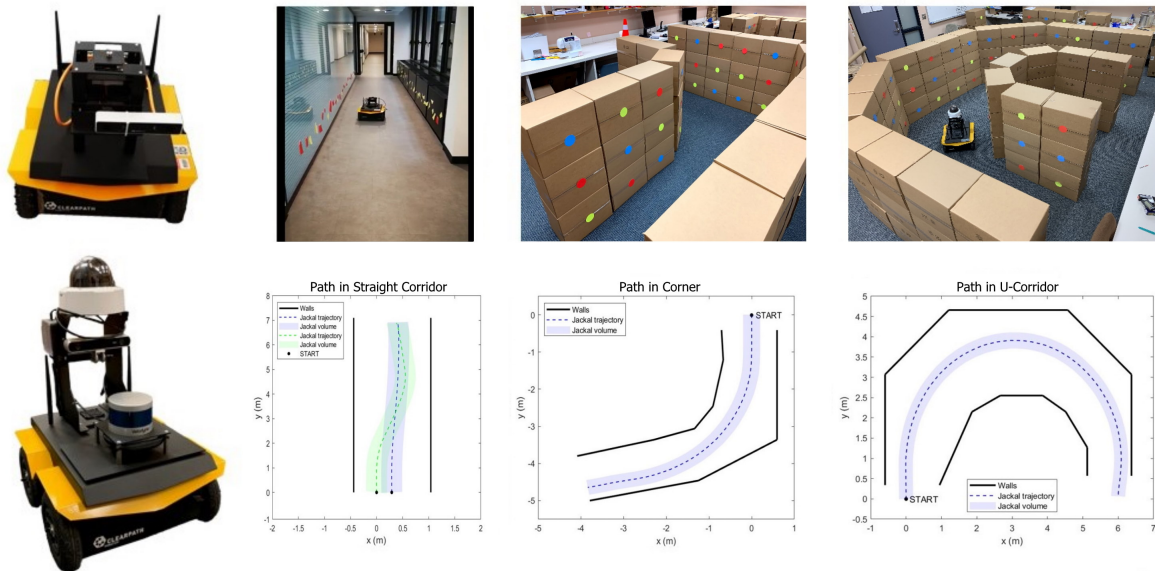 CLEARPATH
CLEARPATH
Path in Straight Corridor
8
7
6
5
4
3
2
1
0
-1
y (m)
Walls
Jackal trajectory
Jackal volume
Jackal trajectory
Jackal volume
START
-2 -1.5 -1 -0.5 0 0.5 1 1.5 2
x (m)
Path in Corner
0
-1
-2
-3
-4
-5
y (m)
Walls
Jackal trajectory
Jackal volume
START
-5 -4 -3 -2 -1 0 1
x (m)
Path in U-Corridor
5
4.5
4
3.5
3
2.5
2
1.5
1
0.5
0
-0.5
y (m)
START
Walls
Jackal trajectory
Jackal volume
-1 0 1 2 3 4 5 6 7
x (m)